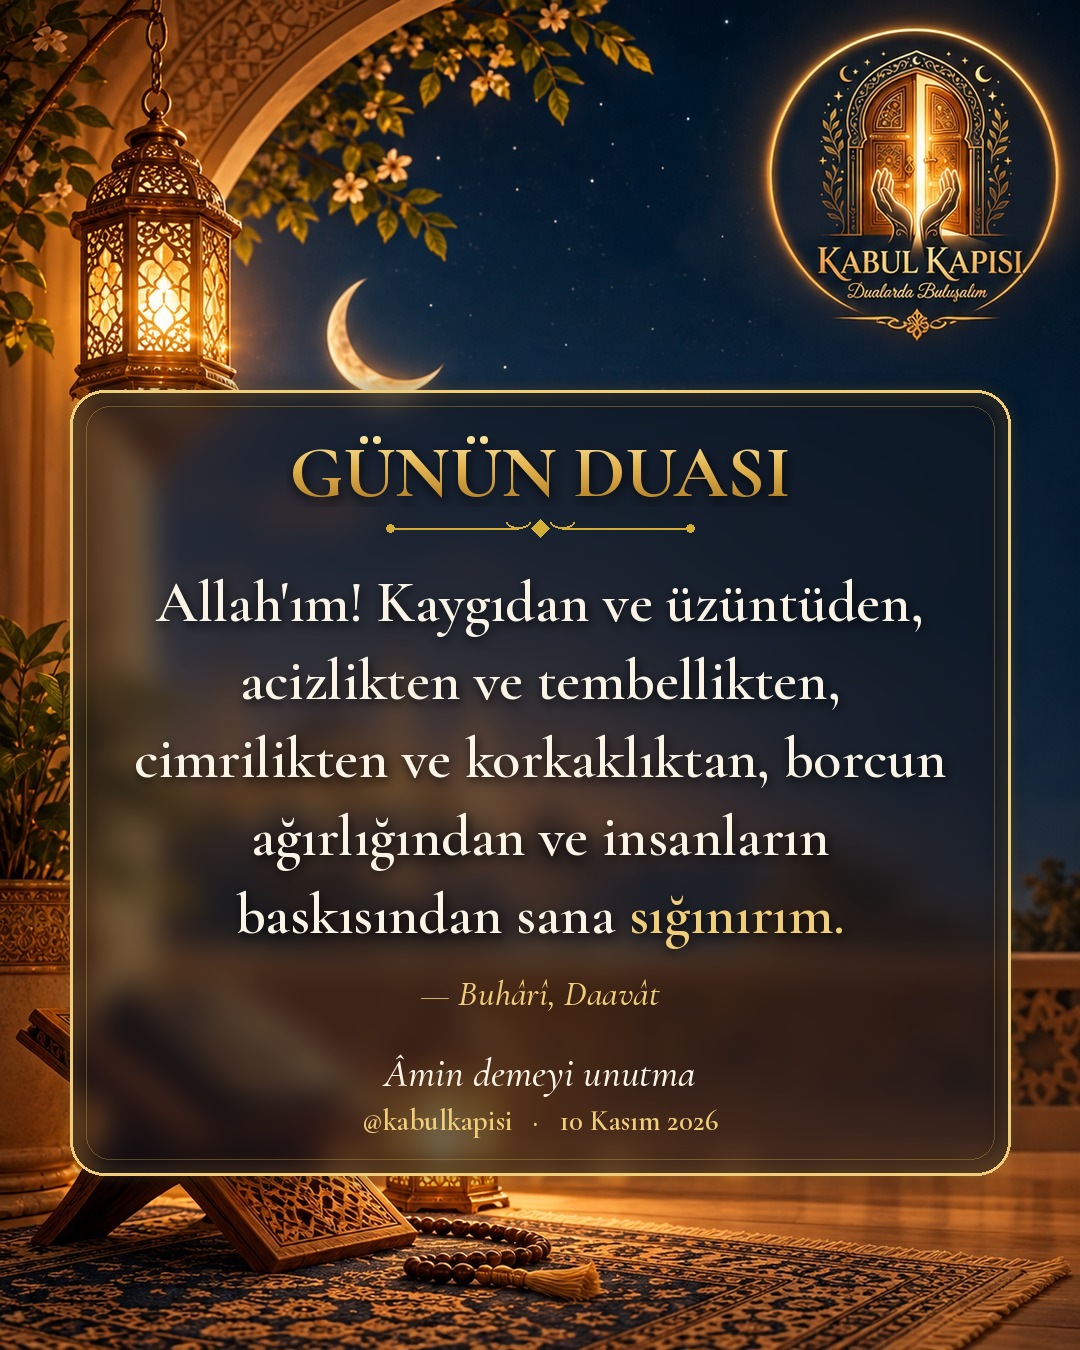 KABUL KAPISI
Dualarda Buluşalım
GÜNÜN DUASI
Allah'ım! Kaygıdan ve üzüntüden,
acizlikten ve tembellikten,
cimrilikten ve korkaklıktan, borcun
ağırlığından ve insanların
baskısından sana sığınırım.
— Buhârî, Daavât
Âmin demeyi unutma
@kabulkapisi · 10 Kasım 2026